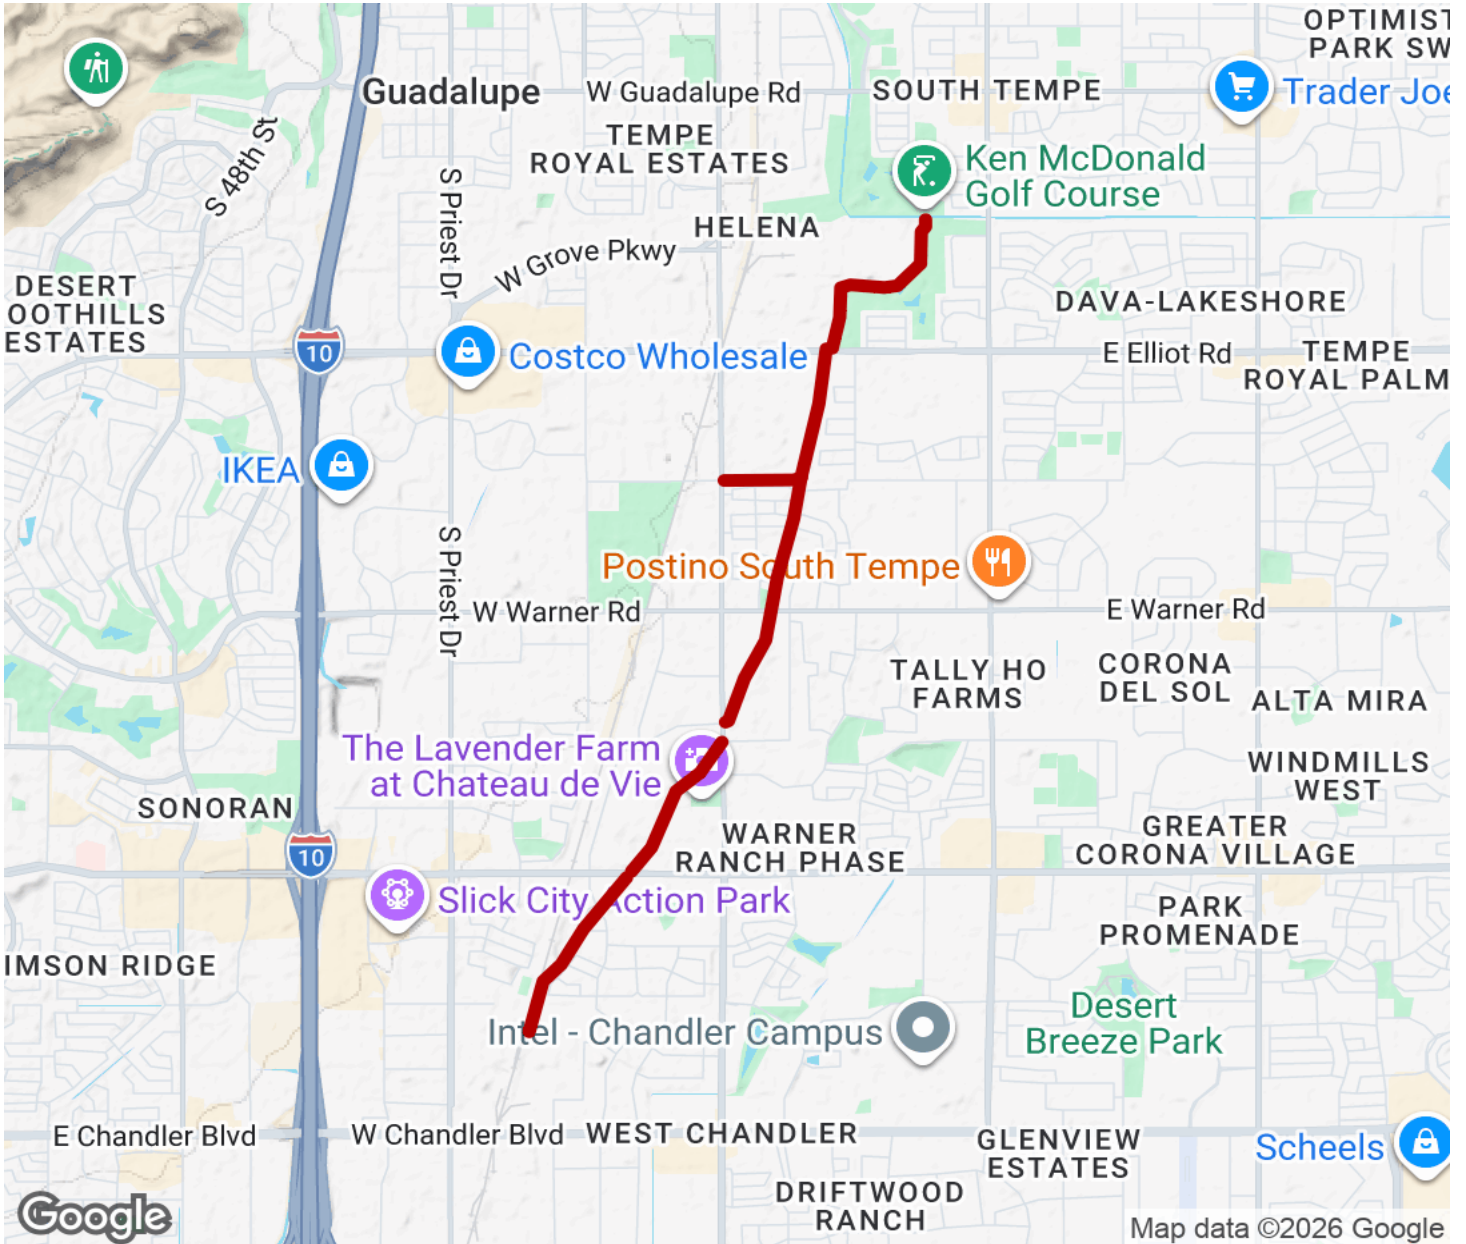 OPTIMIST
PARK SW
Guadalupe
W Guadalupe Rd
SOUTH TEMPE
Trader Joe
S 48th St
TEMPE
ROYAL ESTATES
Ken McDonald
Golf Course
S Priest Dr
HELENA
W Grove Pkwy
DESERT
OOTHILLS
ESTATES
DAVA-LAKESHORE
10
Costco Wholesale
E Elliot Rd
TEMPE
ROYAL PALM
IKEA
S Priest Dr
Postino South Tempe
W Warner Rd
E Warner Rd
TALLY HO
FARMS
CORONA
DEL SOL
ALTA MIRA
The Lavender Farm
at Chateau de Vie
WINDMILLS
WEST
SONORAN
WARNER
RANCH PHASE
GREATER
CORONA VILLAGE
10
Slick City Action Park
PARK
PROMENADE
IMSON RIDGE
Intel - Chandler Campus
Desert
Breeze Park
E Chandler Blvd
W Chandler Blvd
WEST CHANDLER
GLENVIEW
ESTATES
Scheels
DRIFTWOOD
RANCH
Google
Map data ©2026 Google